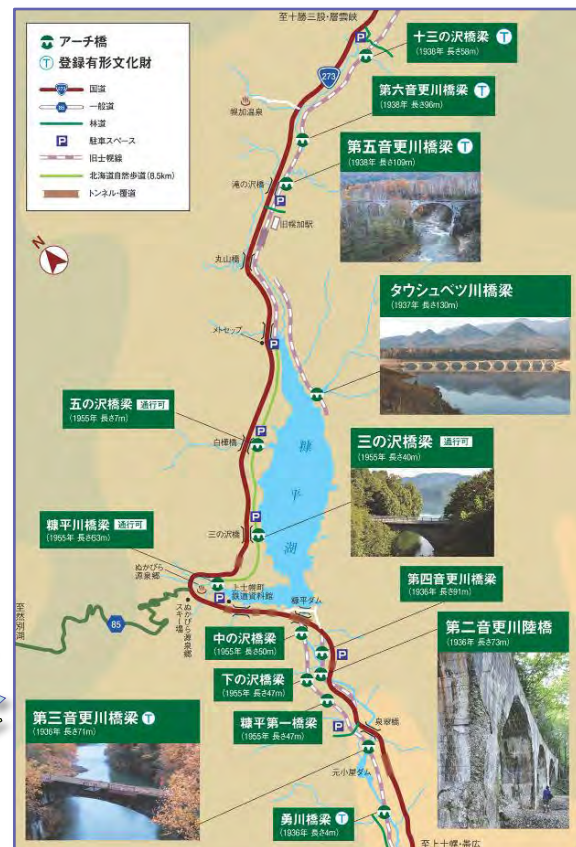 至十勝三股・層雲峡
アーチ橋
T 登録有形文化財
273 国道
85 一般道
林道
P 駐車スペース
旧士幌線
北海道自然歩道(8.5km)
トンネル・覆道
N
十三の沢橋梁 T
(1938年 長さ58m)
273
第六音更川橋梁 T
(1938年 長さ96m)
幌加温泉
第五音更川橋梁 T
(1938年 長さ109m)
滝の沢橋
P
旧幌加駅
丸山橋
タウシュベツ川橋梁
(1937年 長さ130m)
メトセップ
P
五の沢橋梁 通行可
(1955年 長さ7m)
白樺橋
P
三の沢橋梁 通行可
(1955年 長さ40m)
糠平湖
P
三の沢橋
糠平川橋梁 通行可
(1955年 長さ63m)
ぬかびら
源泉郷
P
上士幌町
鉄道資料館
糠平ダム
第四音更川橋梁
(1936年 長さ91m)
至然別湖
85
ぬかびら源泉郷
スキー場
中の沢橋梁
(1955年 長さ50m)
P
第二音更川陸橋
(1936年 長さ73m)
下の沢橋梁
(1955年 長さ47m)
第三音更川橋梁 T
(1936年 長さ71m)
糠平第一橋梁
(1955年 長さ47m)
泉翠橋
P
元小屋ダム
勇川橋梁 T
(1936年 長さ4m)
至上士幌・帯広